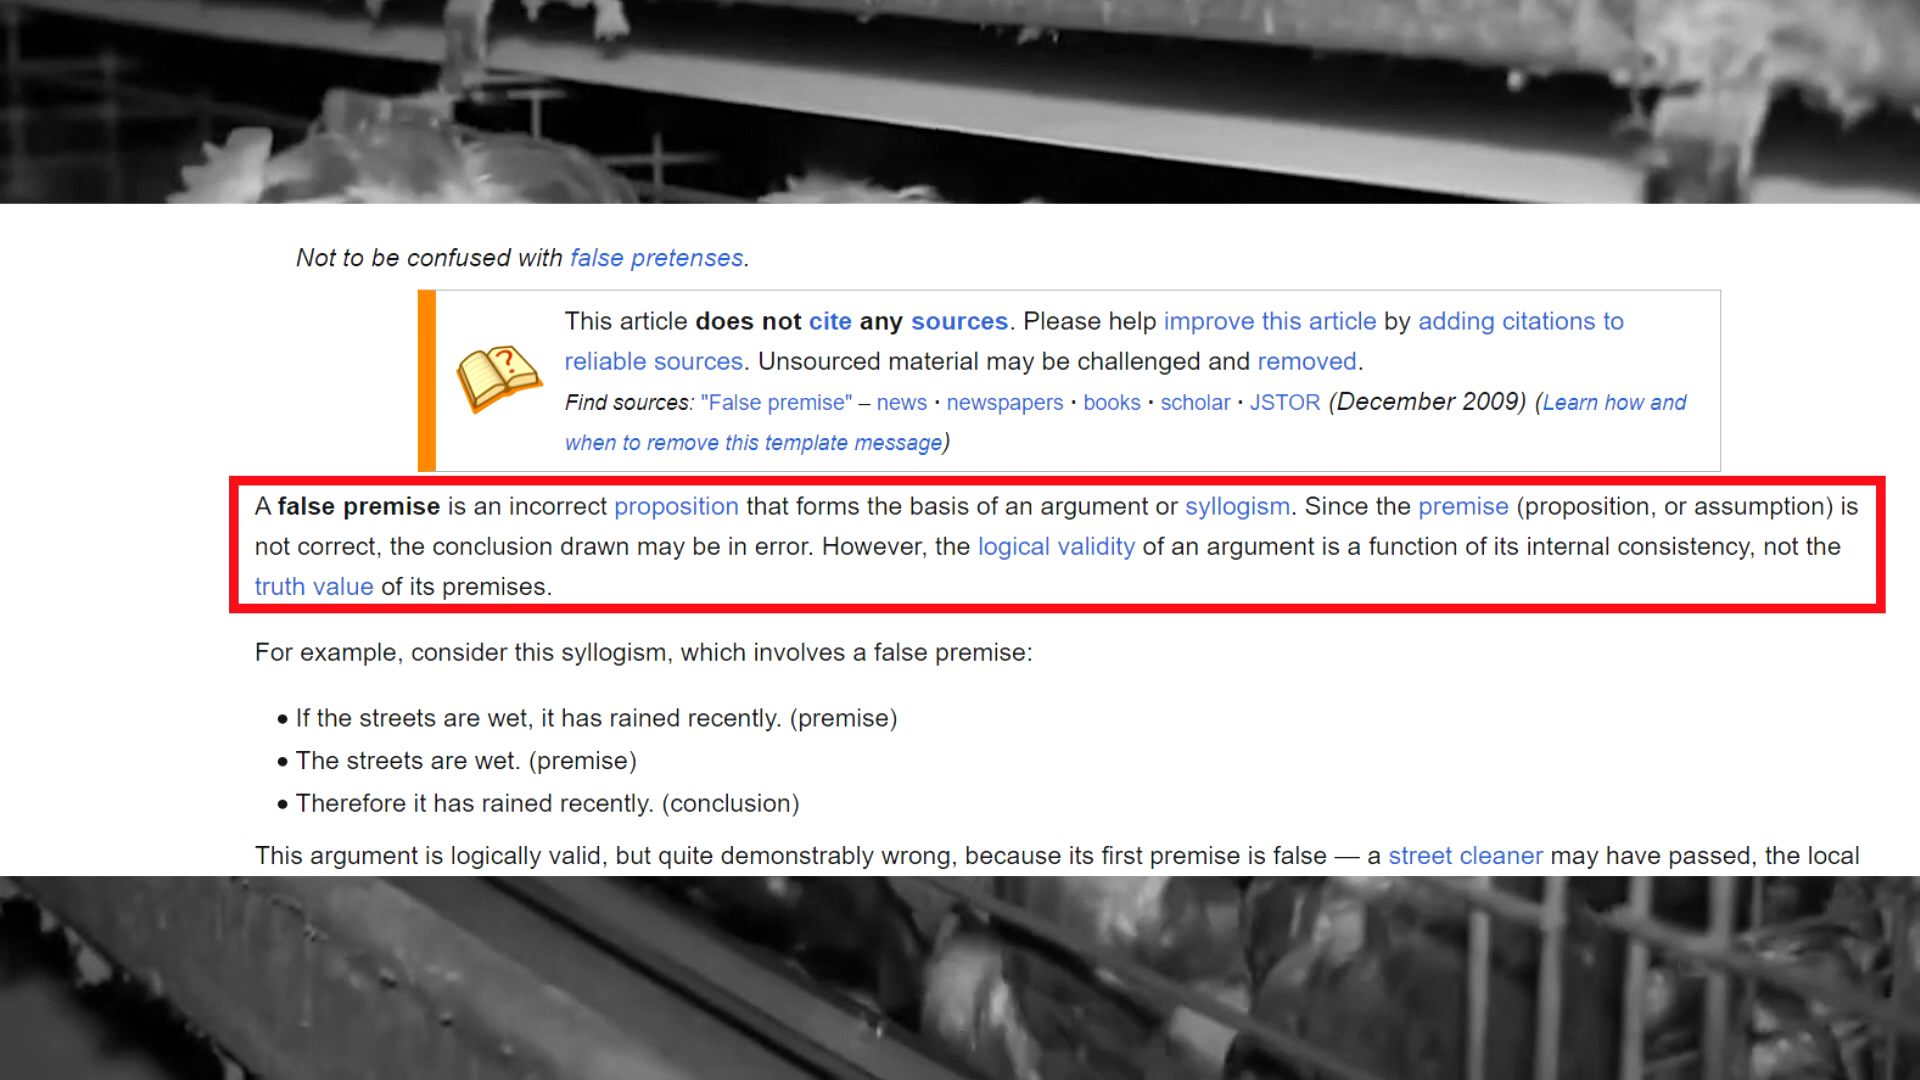 Not to be confused with false pretenses.
This article does not cite any sources. Please help improve this article by adding citations to
reliable sources. Unsourced material may be challenged and removed.
Find sources: "False premise" – news · newspapers · books · scholar · JSTOR (December 2009) (Learn how and
when to remove this template message)
A false premise is an incorrect proposition that forms the basis of an argument or syllogism. Since the premise (proposition, or assumption) is
not correct, the conclusion drawn may be in error. However, the logical validity of an argument is a function of its internal consistency, not the
truth value of its premises.
For example, consider this syllogism, which involves a false premise:
• If the streets are wet, it has rained recently. (premise)
• The streets are wet. (premise)
• Therefore it has rained recently. (conclusion)
This argument is logically valid, but quite demonstrably wrong, because its first premise is false — a street cleaner may have passed, the local